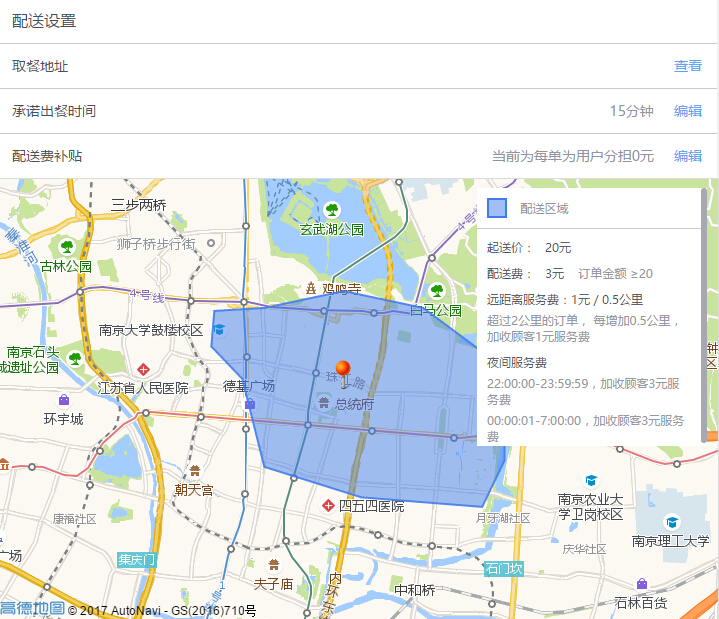 配送设置
取餐地址
查看
承诺出餐时间
15分钟
编辑
配送费补贴
当前为每单为用户分担0元
编辑
配送区域
起送价： 20元
配送费： 3元 订单金额 ≥20
远距离服务费：1元 / 0.5公里
超过2公里的订单， 每增加0.5公里，
加收顾客1元服务费
夜间服务费
22:00:00-23:59:59，加收顾客3元服
务费
00:00:01-7:00:00，加收顾客3元服务
费
三步两桥
玄武湖公园
狮子桥步行街
秦淮河
古林公园
4号线
鸡鸣寺
白马公园
4号线
南京大学鼓楼校区
南京石头
城遗址公园
钟
区
江苏省人民医院
德基广场
珠江路
总统府
环宇城
朝天宫
四五四医院
南京农业大
学卫岗校区
康福社区
月牙湖社区
南京理工大学
广场
集庆门
石门坎
庆华社区
夫子庙
内环东线
中和桥
石林百货
1
高德地图 © 2017 AutoNavi - GS(2016)710号